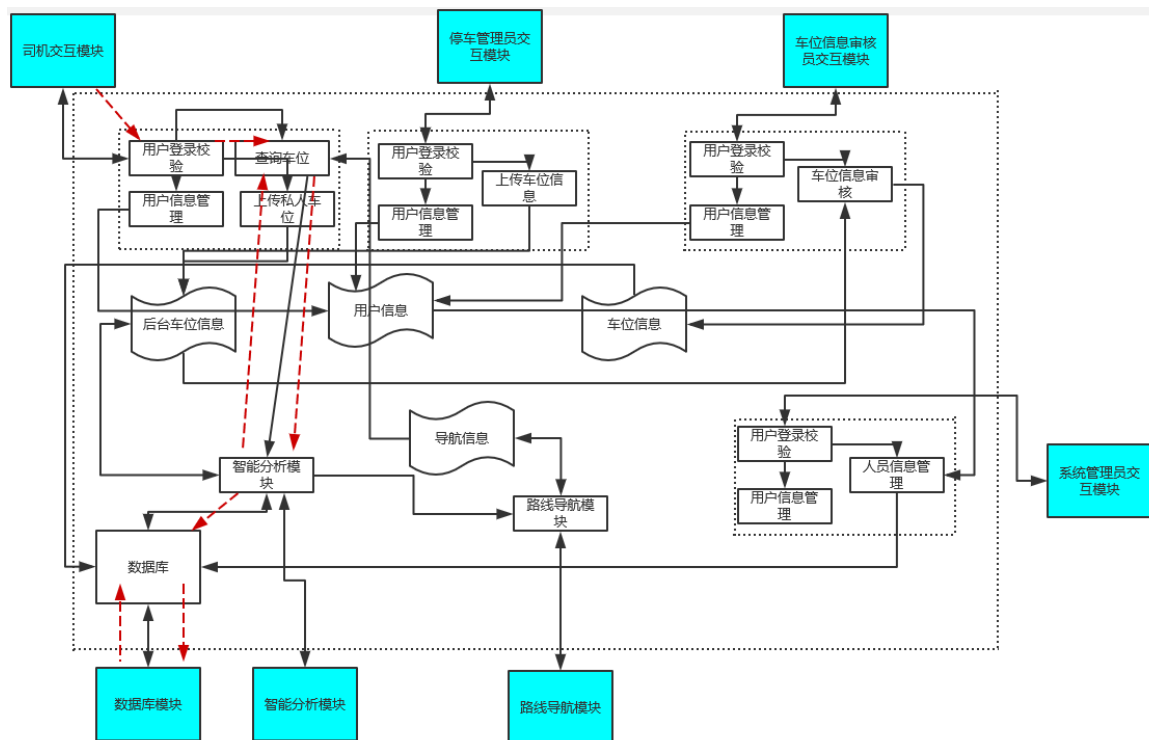 司机交互模块
停车管理员交
互模块
车位信息审核
员交互模块
用户登录校
验
查询车位
用户信息管
理
上传私人车
位
用户登录校
验
上传车位信
息
用户信息管
理
用户登录校
验
车位信息审
核
用户信息管
理
后台车位信息
用户信息
车位信息
导航信息
智能分析模
块
路线导航模
块
用户登录校
验
人员信息管
理
用户信息管
理
系统管理员交
互模块
数据库
数据库模块
智能分析模块
路线导航模块